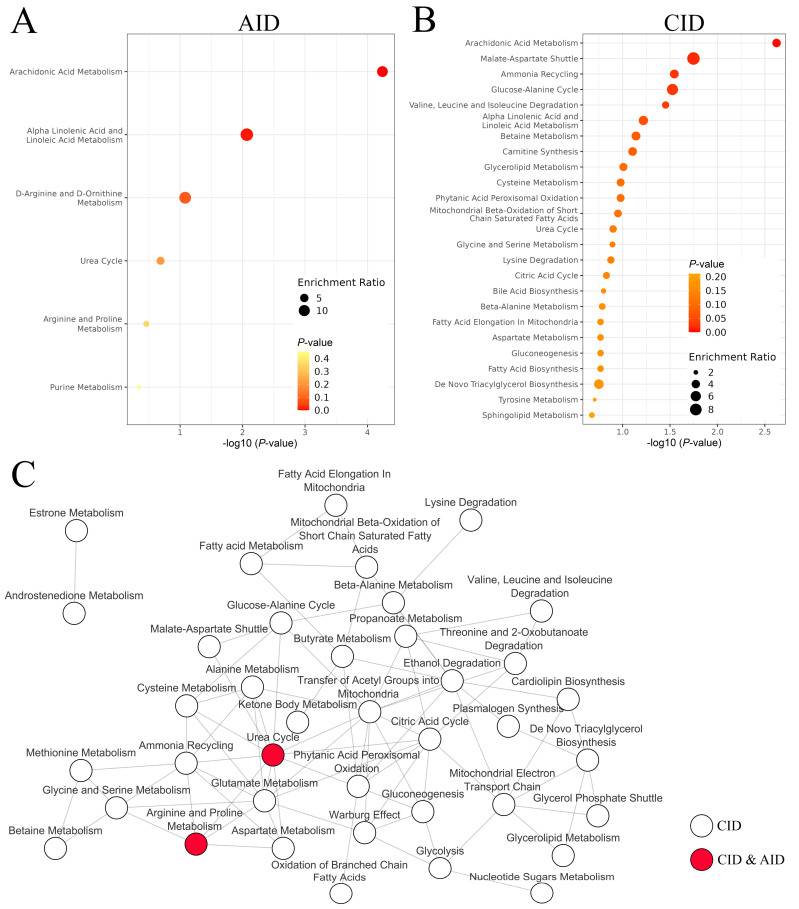 A
AID
Arachidonic Acid Metabolism
Alpha Linolenic Acid and
Linoleic Acid Metabolism
D-Arginine and D-Ornithine
Metabolism
Urea Cycle
Arginine and Proline
Metabolism
Purine Metabolism
Enrichment Ratio
5
10
P-value
0.4
0.3
0.2
0.1
0.0
1
2
3
4
-log10 (P-value)
B
CID
Arachidonic Acid Metabolism
Malate-Aspartate Shuttle
Ammonia Recycling
Glucose-Alanine Cycle
Valine, Leucine and Isoleucine Degradation
Alpha Linolenic Acid and
Linoleic Acid Metabolism
Betaine Metabolism
Carnitine Synthesis
Glycerolipid Metabolism
Cysteine Metabolism
Phytanic Acid Peroxisomal Oxidation
Mitochondrial Beta-Oxidation of Short
Chain Saturated Fatty Acids
Urea Cycle
Glycine and Serine Metabolism
Lysine Degradation
Citric Acid Cycle
Bile Acid Biosynthesis
Beta-Alanine Metabolism
Fatty Acid Elongation In Mitochondria
Aspartate Metabolism
Gluconeogenesis
Fatty Acid Biosynthesis
De Novo Triacylglycerol Biosynthesis
Tyrosine Metabolism
Sphingolipid Metabolism
P-value
0.20
0.15
0.10
0.05
0.00
Enrichment Ratio
2
4
6
8
1.0
1.5
2.0
2.5
-log10 (P-value)
C
Fatty Acid Elongation In
Mitochondria
Lysine Degradation
Estrone Metabolism
Mitochondrial Beta-Oxidation of
Short Chain Saturated Fatty
Acids
Fatty acid Metabolism
Beta-Alanine Metabolism
Valine, Leucine and Isoleucine
Degradation
Androstenedione Metabolism
Glucose-Alanine Cycle
Propanoate Metabolism
Malate-Aspartate Shuttle
Butyrate Metabolism
Threonine and 2-Oxobutanoate
Degradation
Ethanol Degradation
Alanine Metabolism
Transfer of Acetyl Groups into
Mitochondria
Cardiolipin Biosynthesis
Cysteine Metabolism
Ketone Body Metabolism
Plasmalogen Synthesis
Citric Acid Cycle
De Novo Triacylglycerol
Biosynthesis
Urea Cycle
Ammonia Recycling
Methionine Metabolism
Phytanic Acid Peroxisomal
Oxidation
Mitochondrial Electron
Transport Chain
Glutamate Metabolism
Glycine and Serine Metabolism
Gluconeogenesis
Glycerol Phosphate Shuttle
Arginine and Proline
Metabolism
Warburg Effect
Betaine Metabolism
Aspartate Metabolism
Glycerolipid Metabolism
Glycolysis
Oxidation of Branched Chain
Fatty Acids
Nucleotide Sugars Metabolism
CID
CID & AID